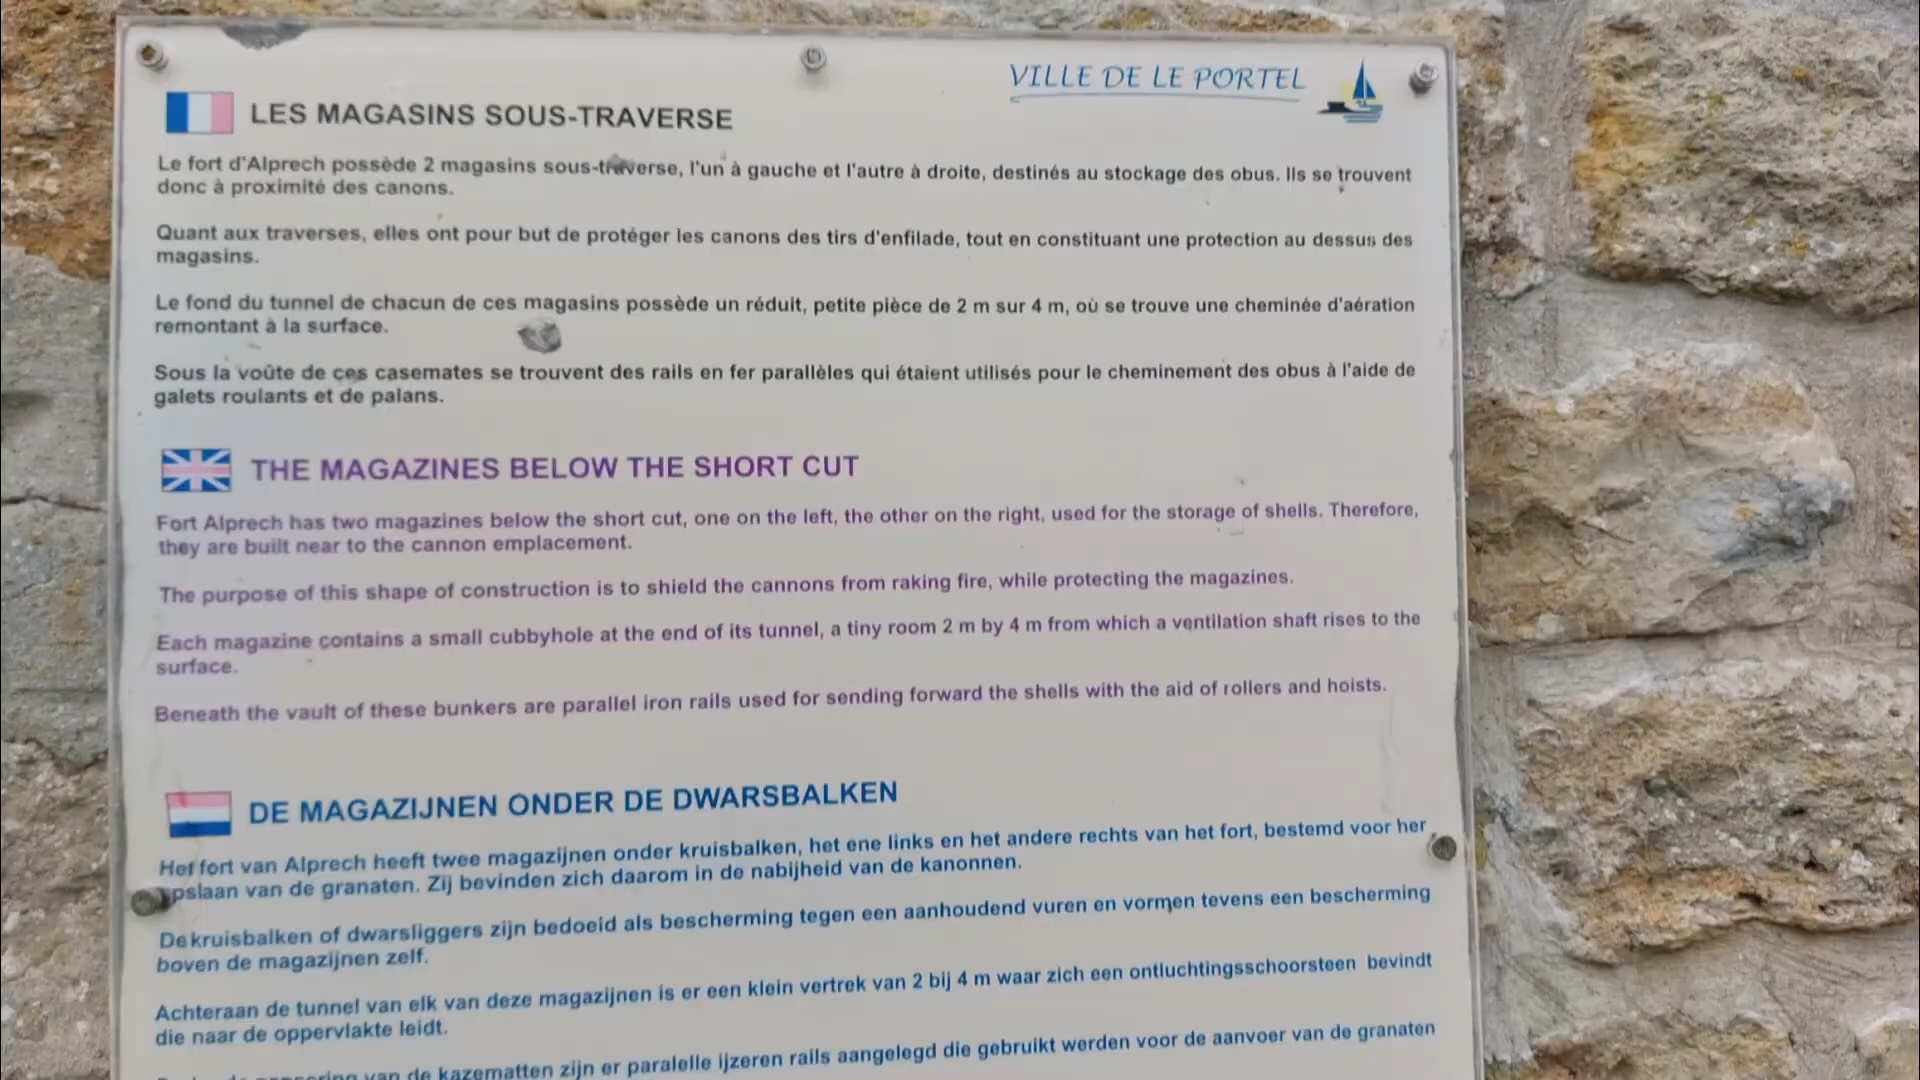 VILLE DE LE PORTEL
LES MAGASINS SOUS-TRAVERSE
Le fort d'Alprech possède 2 magasins sous-traverse, l'un à gauche et l'autre à droite, destinés au stockage des obus. Ils se trouvent
donc à proximité des canons.
Quant aux traverses, elles ont pour but de protéger les canons des tirs d'enfilade, tout en constituant une protection au dessus des
magasins.
Le fond du tunnel de chacun de ces magasins possède un réduit, petite pièce de 2 m sur 4 m, où se trouve une cheminée d'aération
remontant à la surface.
Sous la voûte de ces casemates se trouvent des rails en fer parallèles qui étaient utilisés pour le cheminement des obus à l'aide de
galets roulants et de palans.
THE MAGAZINES BELOW THE SHORT CUT
Fort Alprech has two magazines below the short cut, one on the left, the other on the right, used for the storage of shells. Therefore,
they are built near to the cannon emplacement.
The purpose of this shape of construction is to shield the cannons from raking fire, while protecting the magazines.
Each magazine contains a small cubbyhole at the end of its tunnel, a tiny room 2 m by 4 m from which a ventilation shaft rises to the
surface.
Beneath the vault of these bunkers are parallel iron rails used for sending forward the shells with the aid of rollers and hoists.
DE MAGAZIJNEN ONDER DE DWARSBALKEN
Het fort van Alprech heeft twee magazijnen onder kruisbalken, het ene links en het andere rechts van het fort, bestemd voor her
opslaan van de granaten. Zij bevinden zich daarom in de nabijheid van de kanonnen.
De kruisbalken of dwarsliggers zijn bedoeid als bescherming tegen een aanhoudend vuren en vormen tevens een bescherming
boven de magazijnen zelf.
Achteraan de tunnel van elk van deze magazijnen is er een klein vertrek van 2 bij 4 m waar zich een ontluchtingsschoorsteen bevindt
die naar de oppervlakte leidt.
van de kazematten zijn er paralelle ijzeren rails aangelegd die gebruikt werden voor de aanvoer van de granaten